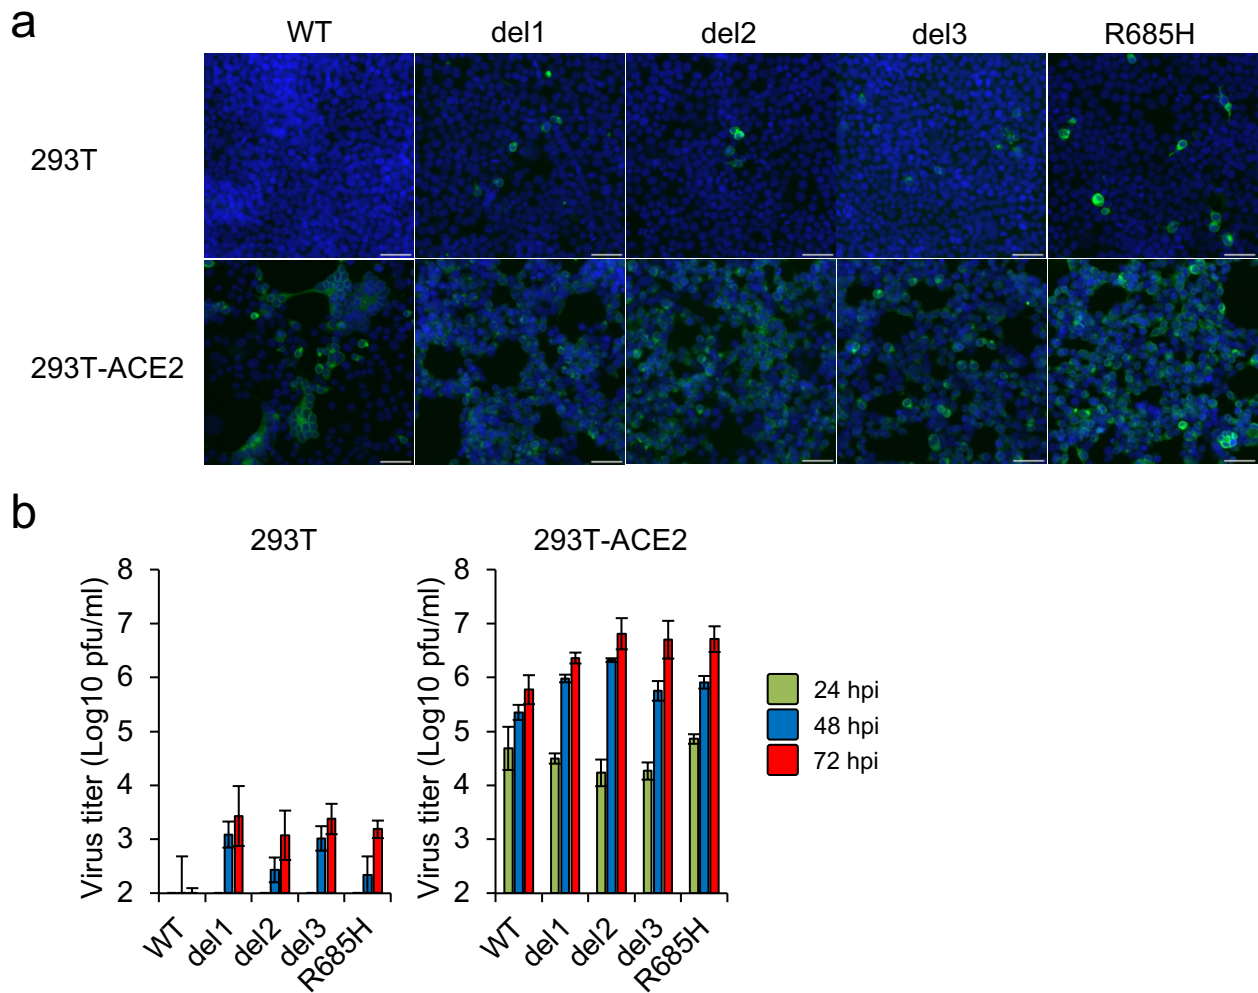 a
WT del1 del2 del3 R685H
293T
293T-ACE2
b
293T 293T-ACE2
Virus titer (Log10 pfu/ml)
8
7
6
5
4
3
2
WT del1 del2 del3 R685H
Virus titer (Log10 pfu/ml)
8
7
6
5
4
3
2
WT del1 del2 del3 R685H
24 hpi
48 hpi
72 hpi